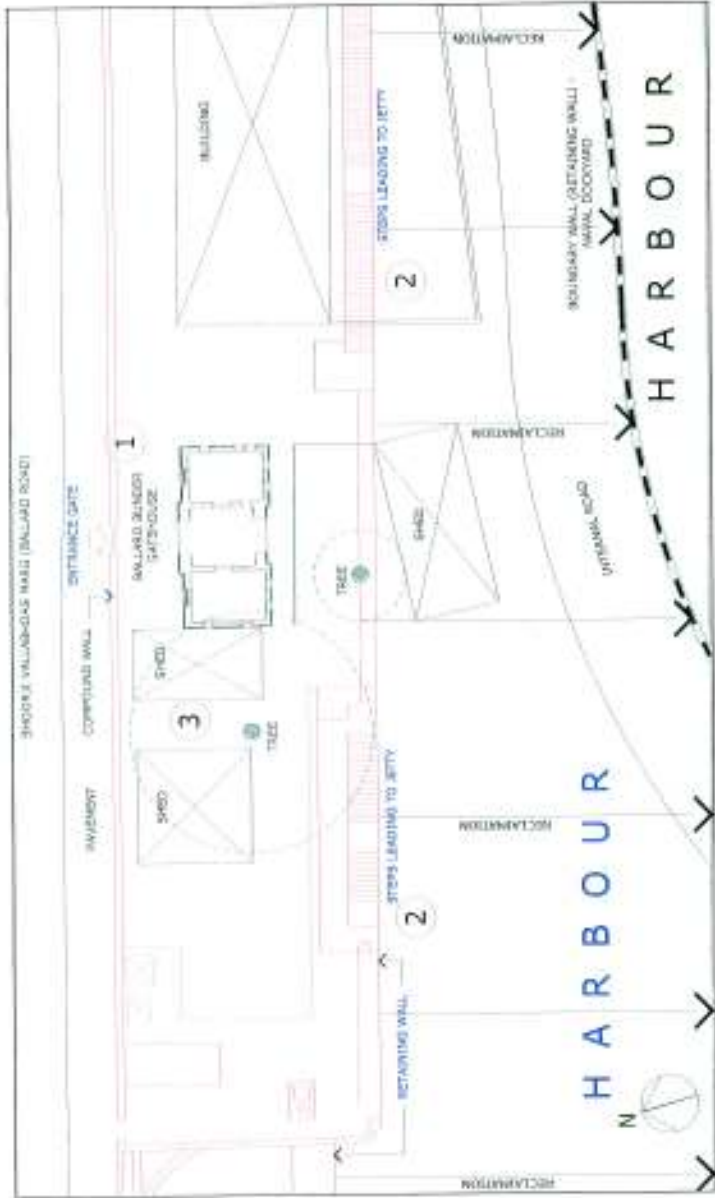 SHOORJI VALLABHDAS MARG (BALLARD ROAD)
PAVEMENT
COMPOUND WALL
ENTRANCE GATE
1
BALLARD BUNDER
GATEHOUSE
BUILDING
SHED
3
SHED
TREE
TREE
SHED
STEPS LEADING TO JETTY
2
STEPS LEADING TO JETTY
2
RETAINING WALL
RECLAMATION
RECLAMATION
RECLAMATION
RECLAMATION
INTERNAL ROAD
BOUNDARY WALL (RETAINING WALL) -
NAVAL DOCKYARD
HARBOUR
HARBOUR
N